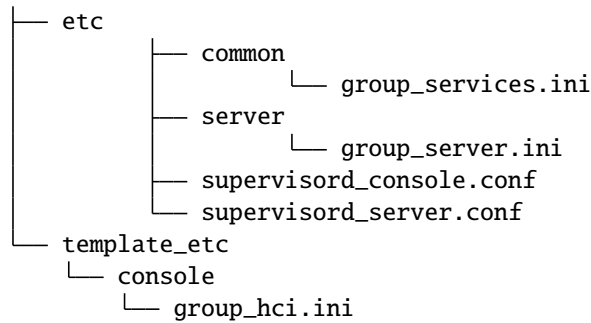 ├── etc
│   ├── common
│   │   └── group_services.ini
│   ├── server
│   │   └── group_server.ini
│   ├── supervisord_console.conf
│   └── supervisord_server.conf
└── template_etc
    └── console
        └── group_hci.ini